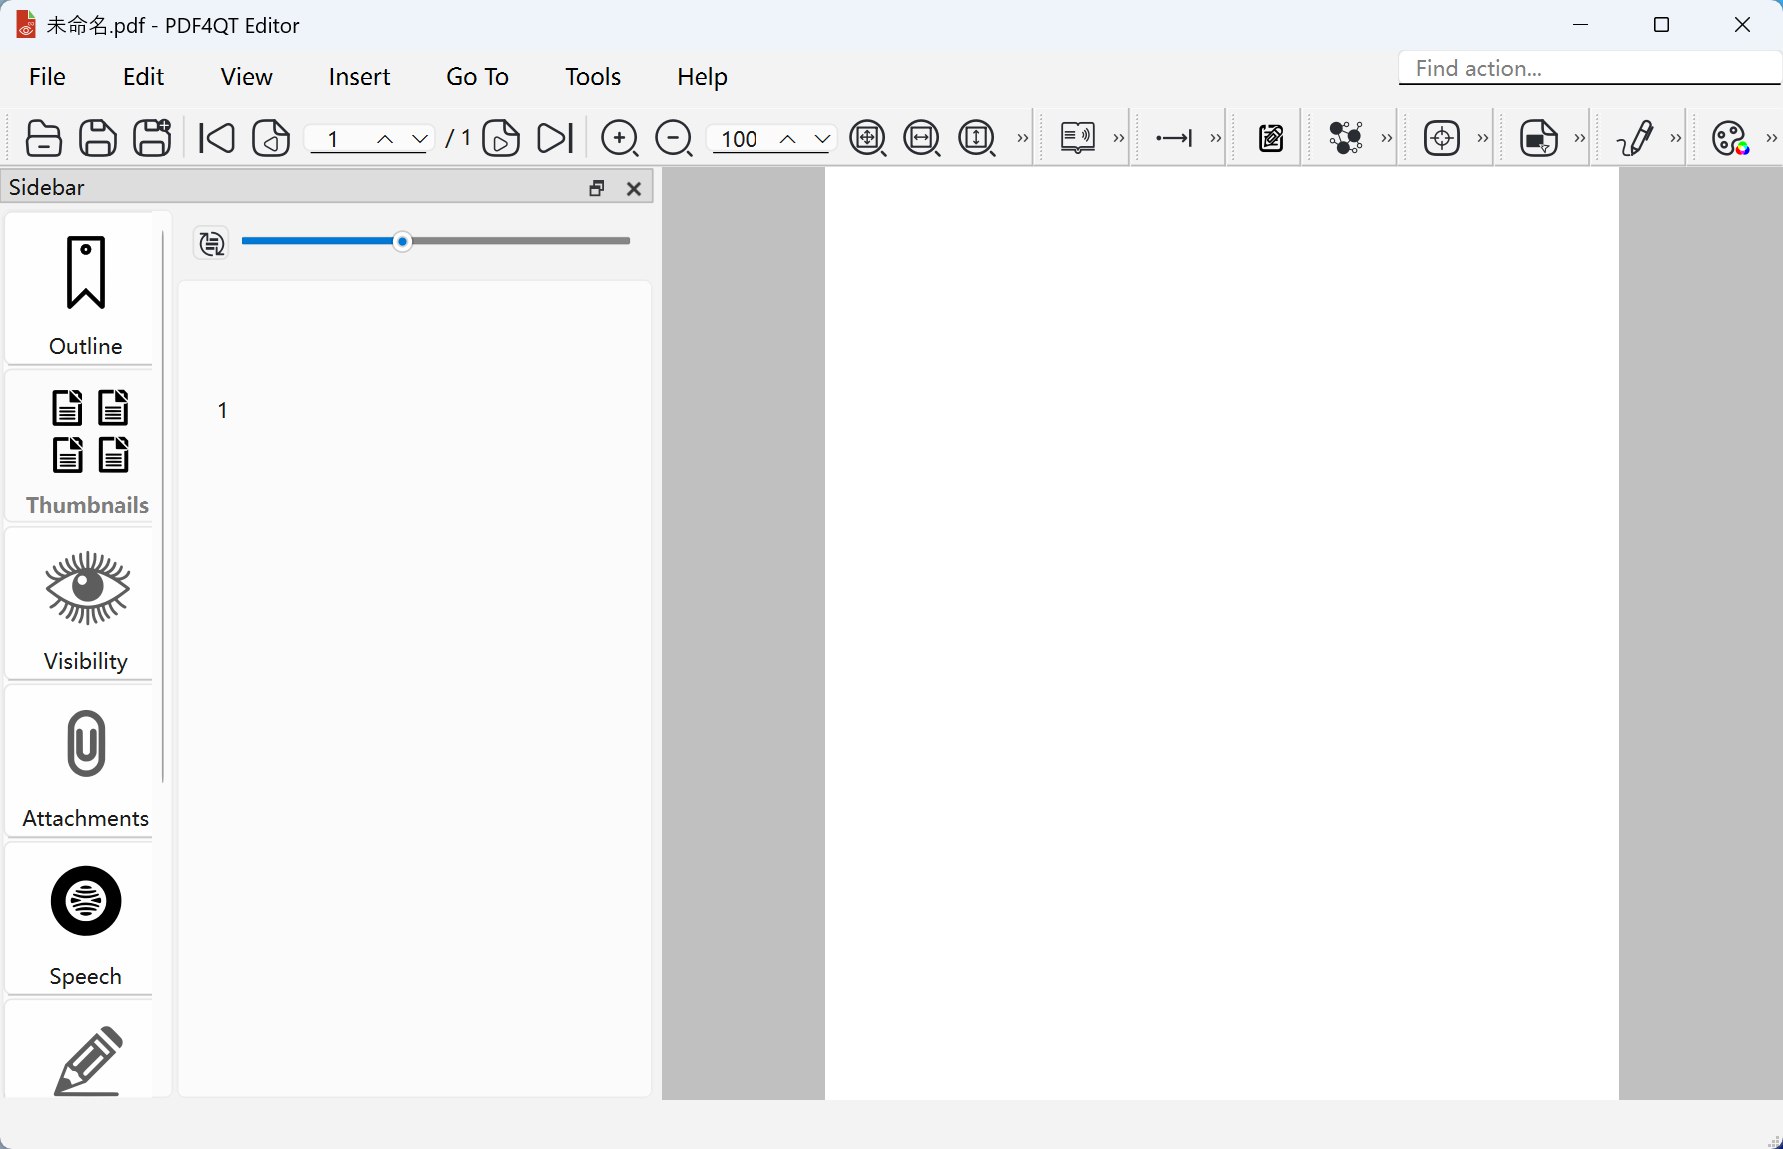 未命名.pdf - PDF4QT Editor
File Edit View Insert Go To Tools Help
Find action...
1 / 1 100
Sidebar
Outline
Thumbnails
Visibility
Attachments
Speech
1